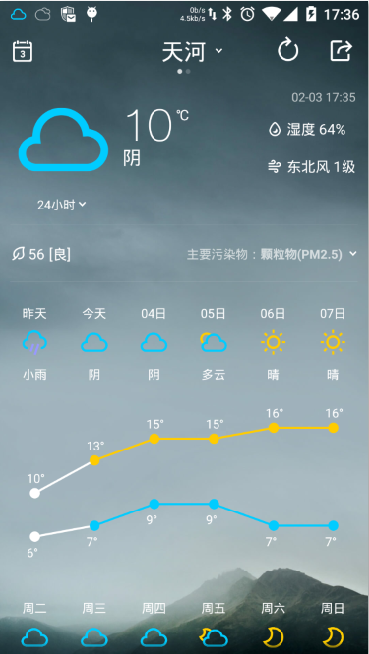 0b/s
4.5kb/s
17:36
3
天河
02-03 17:35
10℃
阴
湿度 64%
东北风 1级
24小时
56 [良]
主要污染物：颗粒物(PM2.5)
昨天 今天 04日 05日 06日 07日
小雨 阴 阴 多云 晴 晴
10° 13° 15° 15° 16° 16°
7° 9° 9° 7° 7°
周二 周三 周四 周五 周六 周日